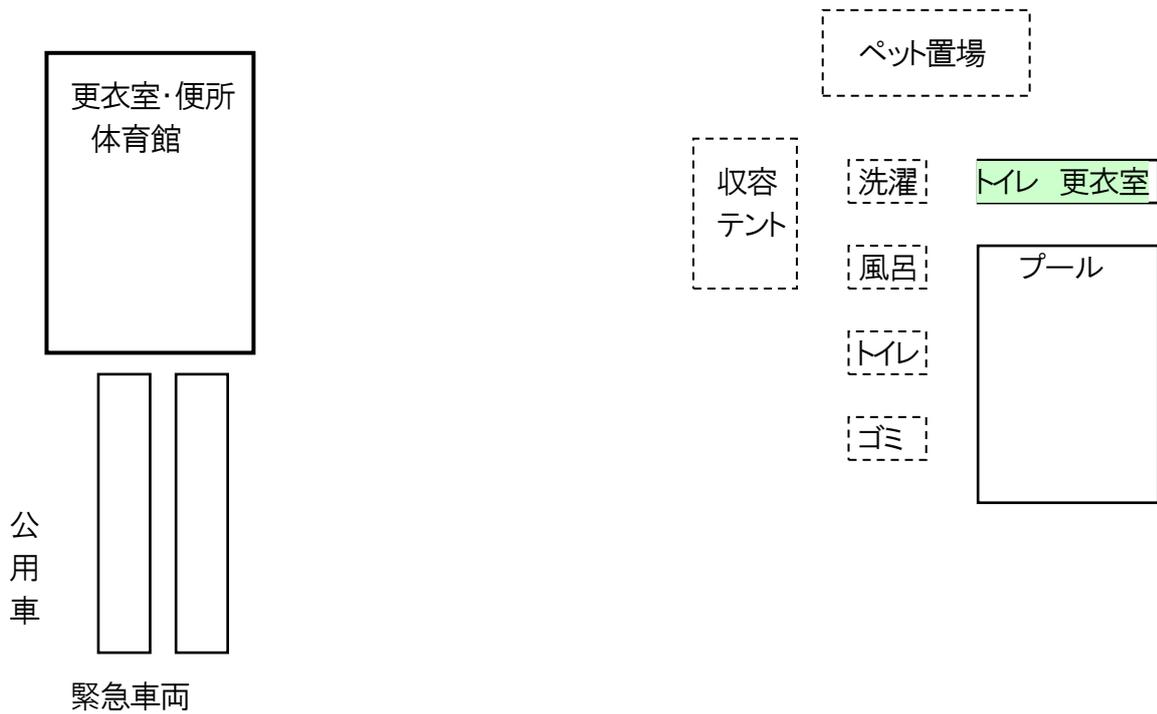 ペット置場
更衣室･便所
体育館
収容
テント
洗濯
トイレ　更衣室
風呂
プール
トイレ
ゴミ
公用車
緊急車両